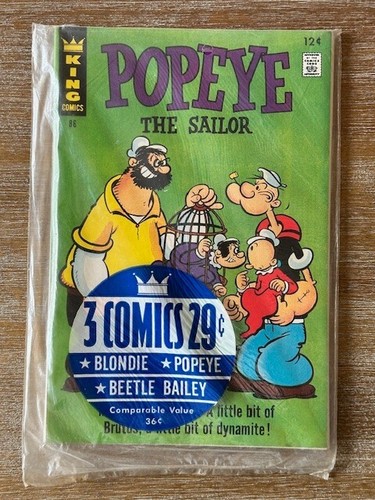 KING
COMICS
POPEYE
12¢
THE SAILOR
3 COMICS 29¢
★ BLONDIE ★ POPEYE
★ BEETLE BAILEY
Comparable Value
36¢
little bit of
Brutus, a little bit of dynamite!